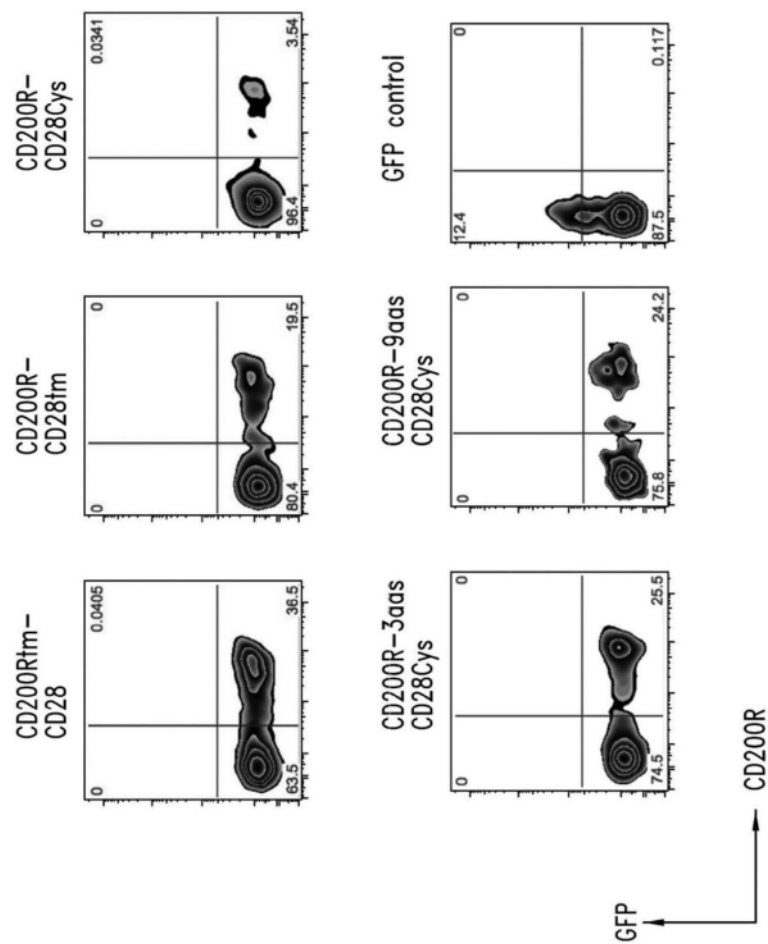 CD200Rtm-
CD28
0
0.0405
63.5
36.5
CD200R-
CD28tm
0
0
80.4
19.5
CD200R-
CD28Cys
0
0.0341
96.4
3.54
CD200R-3aas
CD28Cys
0
0
74.5
25.5
CD200R-9aas
CD28Cys
0
0
75.8
24.2
GFP control
12.4
0
87.5
0.117
GFP
CD200R